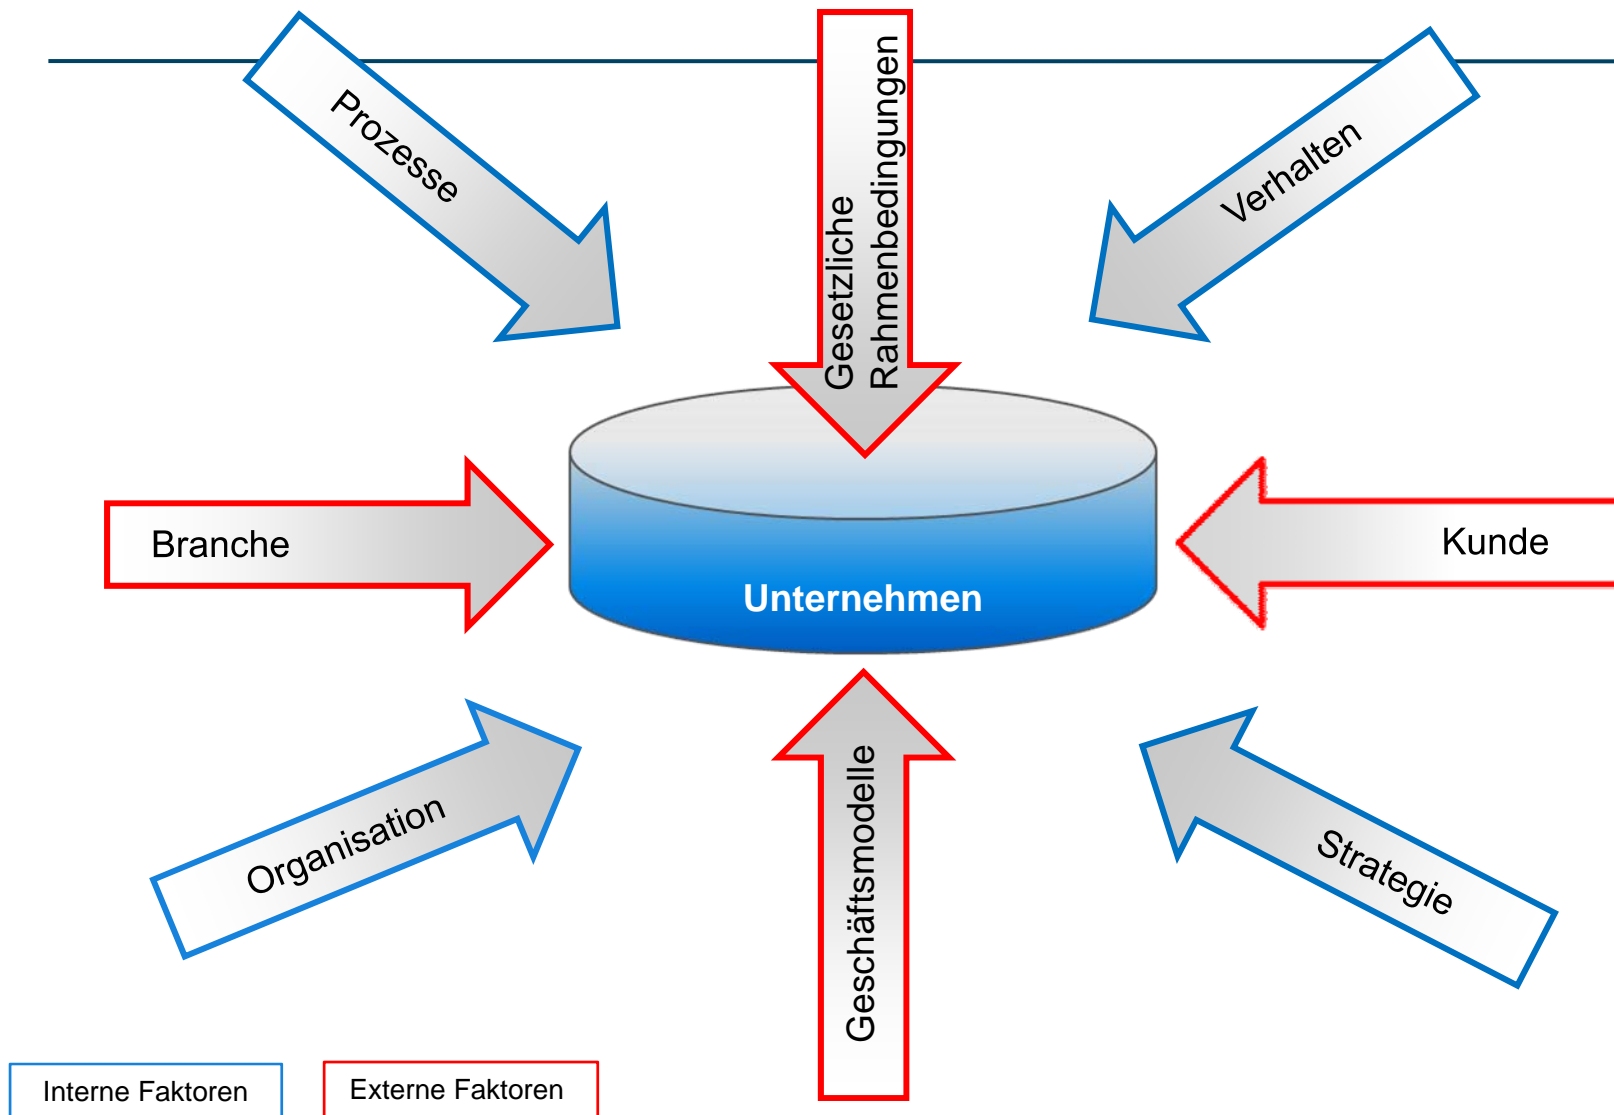 Prozesse
Gesetzliche
Rahmenbedingungen
Verhalten
Branche
Unternehmen
Kunde
Organisation
Geschäftsmodelle
Strategie
Interne Faktoren
Externe Faktoren